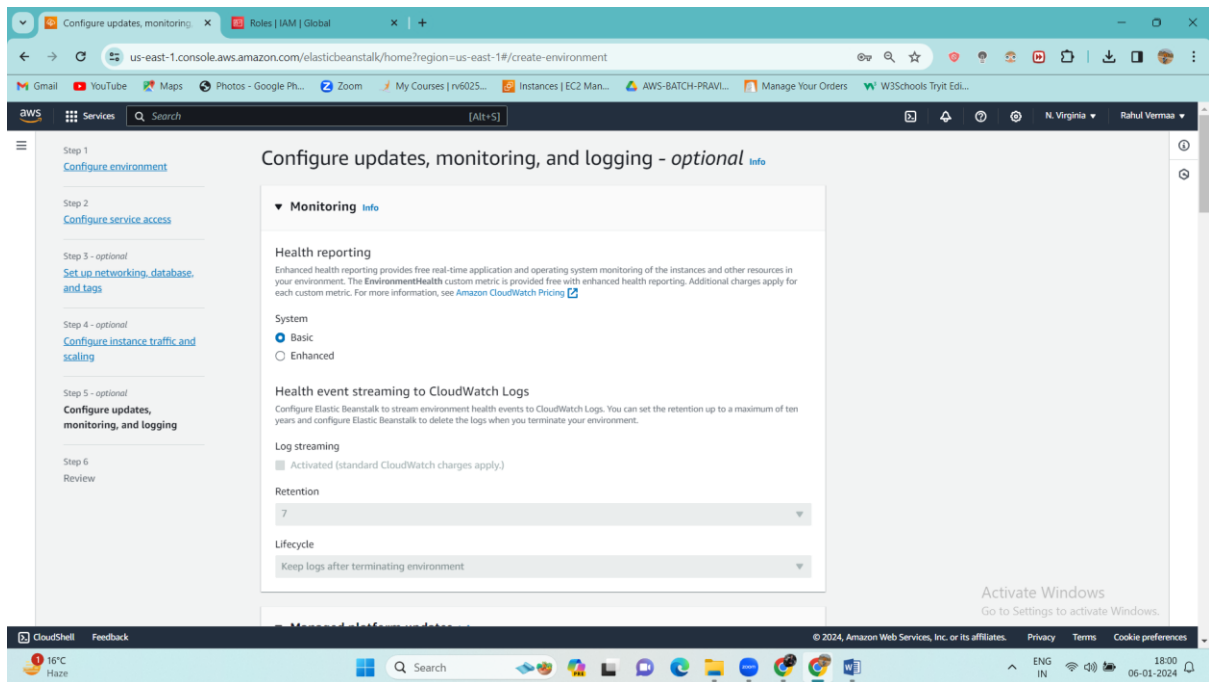 Configure updates, monitoring,
Roles | IAM | Global
us-east-1.console.aws.amazon.com/elasticbeanstalk/home?region=us-east-1#/create-environment
Gmail YouTube Maps Photos - Google Ph... Zoom My Courses | rv6025... Instances | EC2 Man... AWS-BATCH-PRAVI... Manage Your Orders W³Schools Tryit Edi...
aws Services Search [Alt+S] N. Virginia Rahul Vermaa
Step 1
Configure environment
Step 2
Configure service access
Step 3 - optional
Set up networking, database,
and tags
Step 4 - optional
Configure instance traffic and
scaling
Step 5 - optional
Configure updates,
monitoring, and logging
Step 6
Review
Configure updates, monitoring, and logging - optional Info
Monitoring Info
Health reporting
Enhanced health reporting provides free real-time application and operating system monitoring of the instances and other resources in
your environment. The EnvironmentHealth custom metric is provided free with enhanced health reporting. Additional charges apply for
each custom metric. For more information, see Amazon CloudWatch Pricing
System
Basic
Enhanced
Health event streaming to CloudWatch Logs
Configure Elastic Beanstalk to stream environment health events to CloudWatch Logs. You can set the retention up to a maximum of ten
years and configure Elastic Beanstalk to delete the logs when you terminate your environment.
Log streaming
Activated (standard CloudWatch charges apply.)
Retention
7
Lifecycle
Keep logs after terminating environment
Managed platform updates
Activate Windows
Go to Settings to activate Windows.
CloudShell Feedback © 2024, Amazon Web Services, Inc. or its affiliates. Privacy Terms Cookie preferences
1
16°C
Haze
Search
PRE
zoom
ENG
IN
18:00
06-01-2024